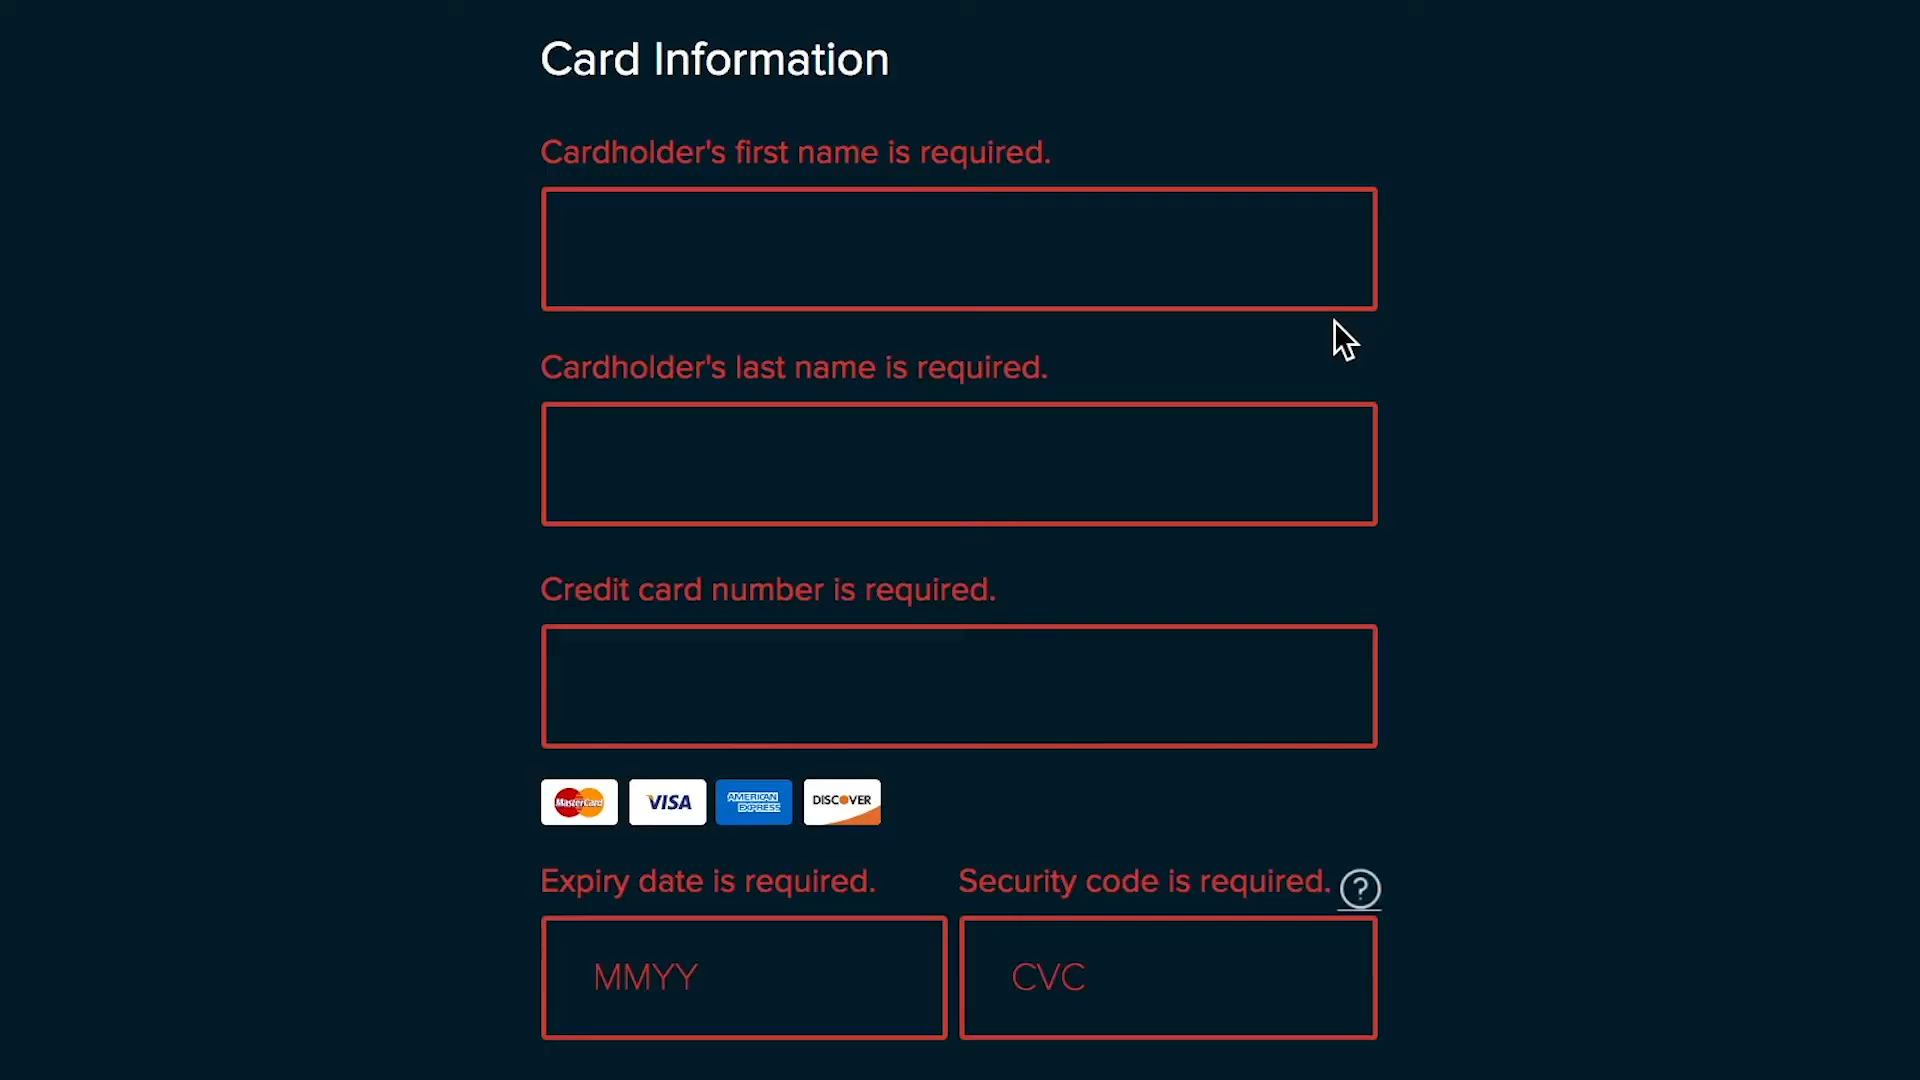 Card Information
Cardholder's first name is required.
Cardholder's last name is required.
Credit card number is required.
MasterCard VISA AMERICAN EXPRESS DISCOVER
Expiry date is required. Security code is required. ?
MMYY CVC